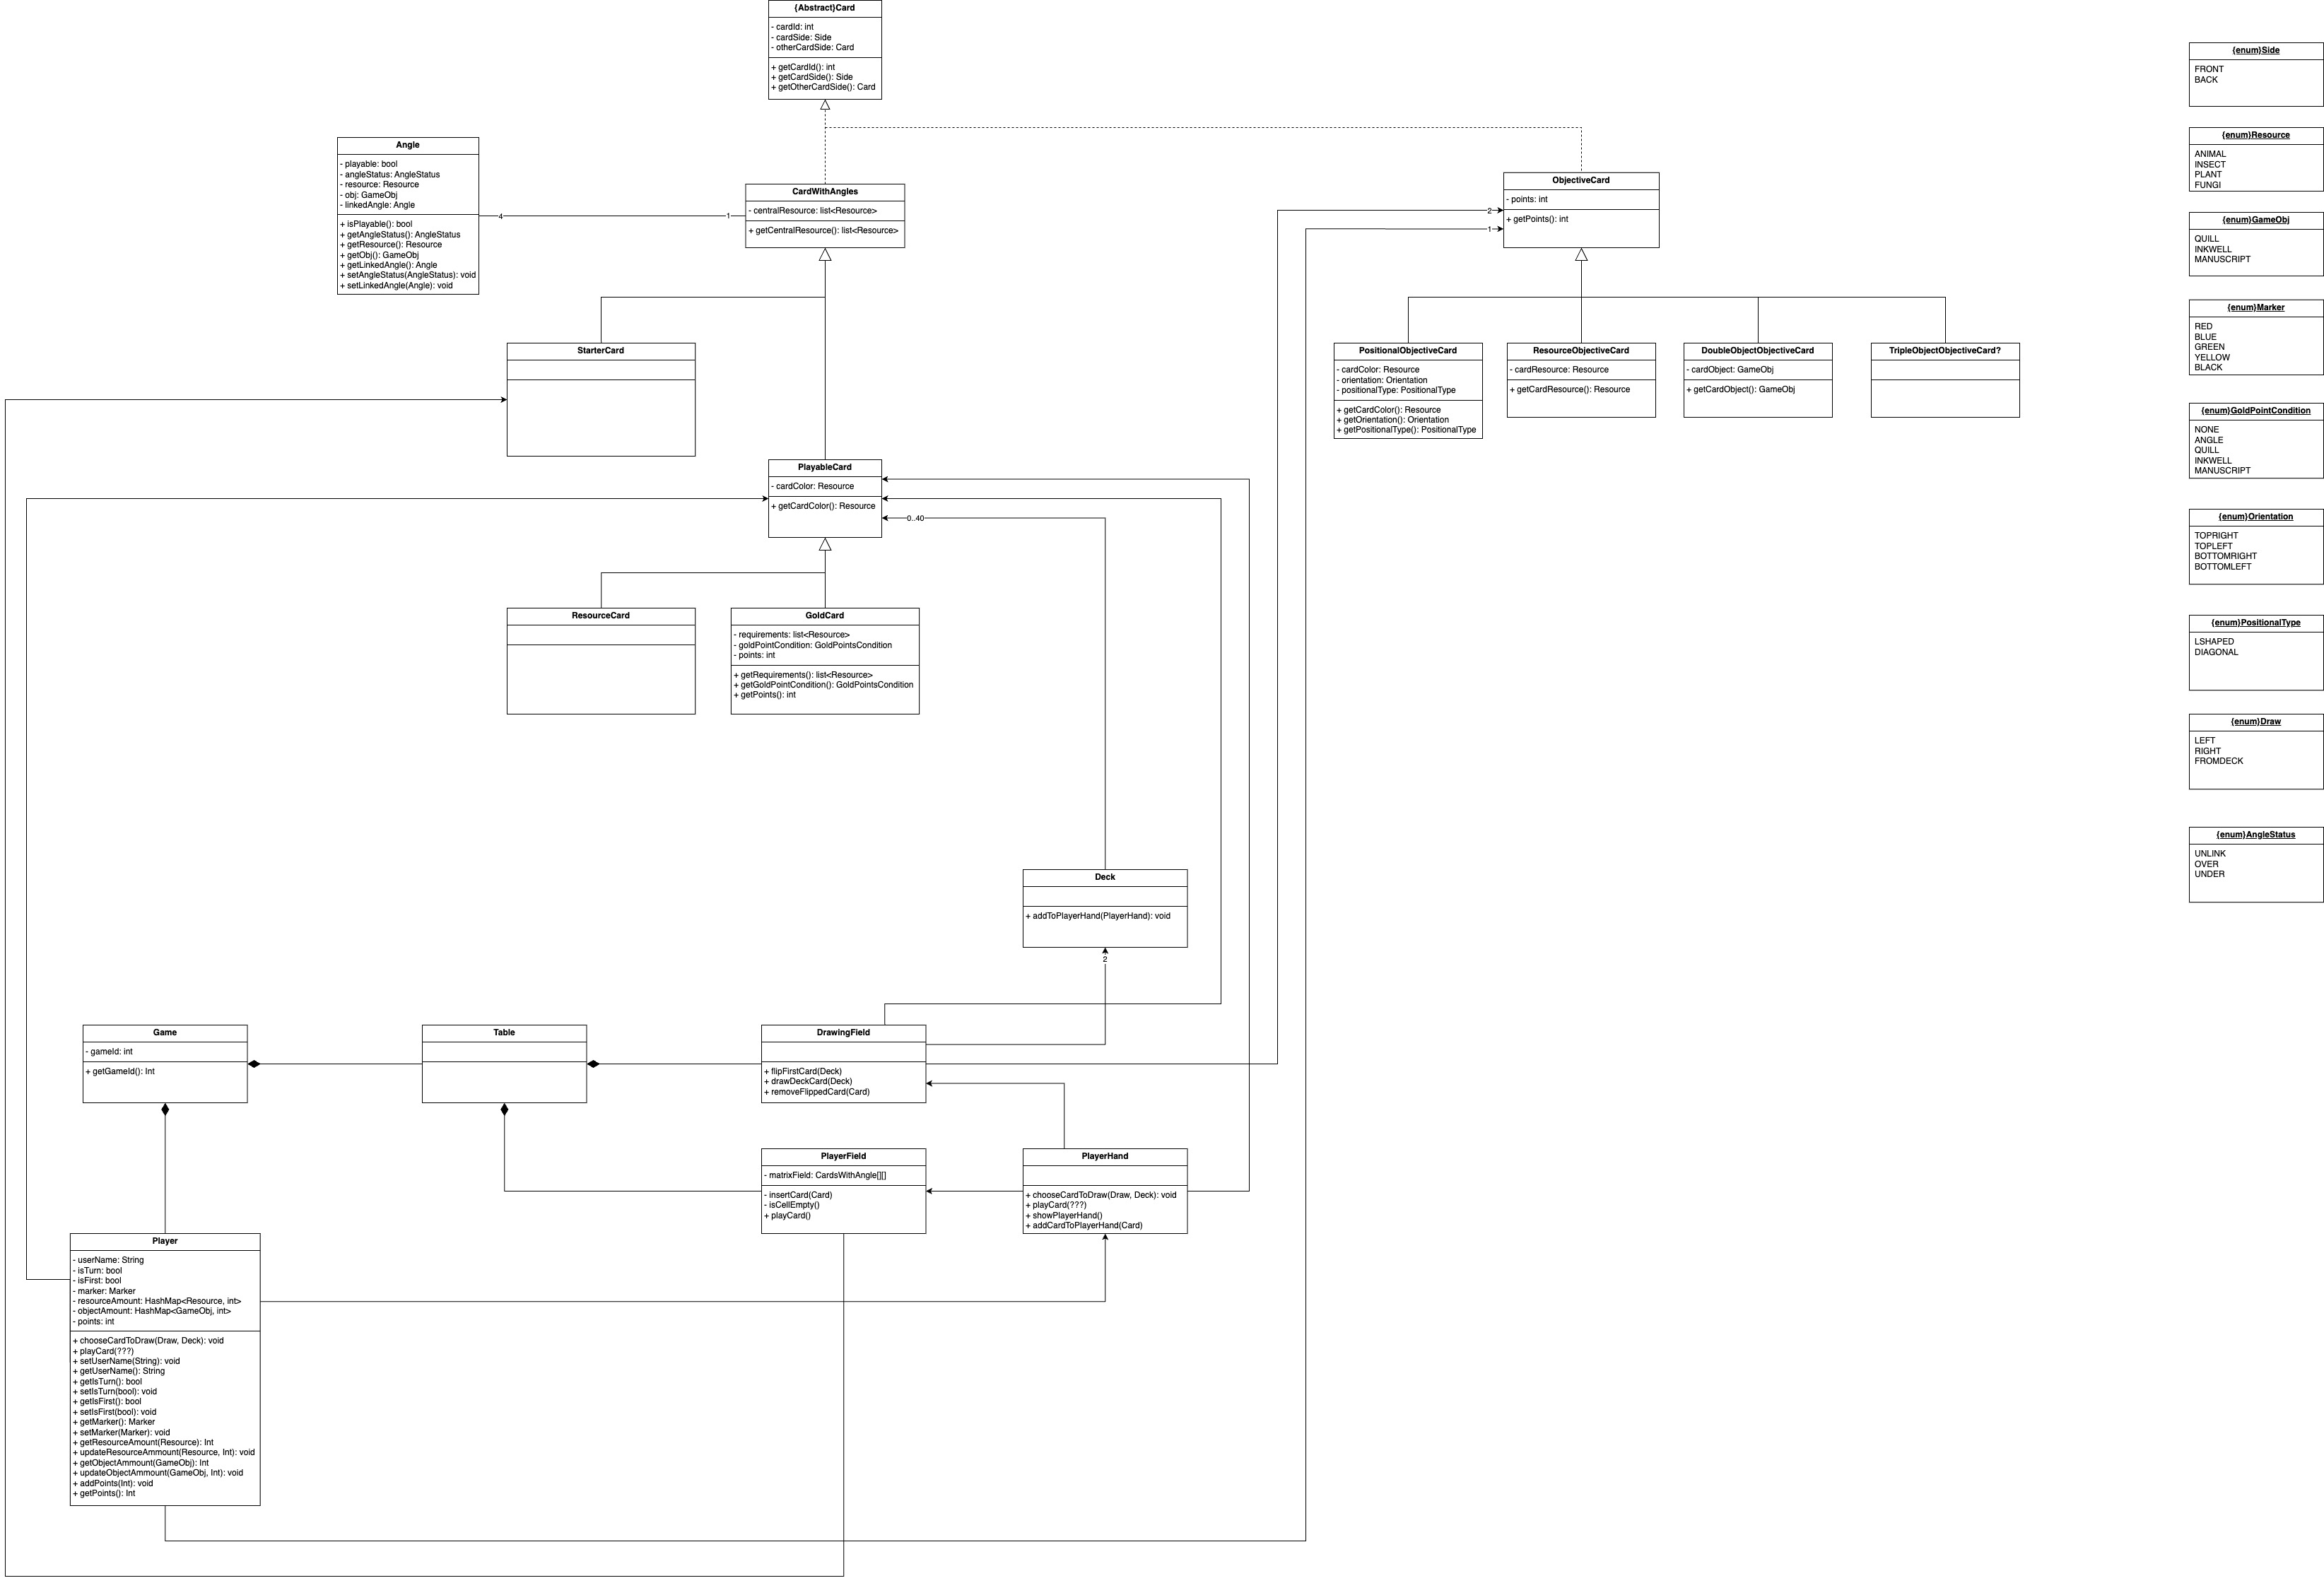 {Abstract}Card
- cardId: int
- cardSide: Side
- otherCardSide: Card
+ getCardId(): int
+ getCardSide(): Side
+ getOtherCardSide(): Card
Angle
- playable: bool
- angleStatus: AngleStatus
- resource: Resource
- obj: GameObj
- linkedAngle: Angle
+ isPlayable(): bool
+ getAngleStatus(): AngleStatus
+ getResource(): Resource
+ getObj(): GameObj
+ getLinkedAngle(): Angle
+ setAngleStatus(AngleStatus): void
+ setLinkedAngle(Angle): void
4
1
CardWithAngles
- centralResource: list<Resource>
+ getCentralResource(): list<Resource>
ObjectiveCard
- points: int
+ getPoints(): int
2
1
StarterCard
PositionalObjectiveCard
- cardColor: Resource
- orientation: Orientation
- positionalType: PositionalType
+ getCardColor(): Resource
+ getOrientation(): Orientation
+ getPositionalType(): PositionalType
ResourceObjectiveCard
- cardResource: Resource
+ getCardResource(): Resource
DoubleObjectObjectiveCard
- cardObject: GameObj
+ getCardObject(): GameObj
TripleObjectObjectiveCard?
PlayableCard
- cardColor: Resource
+ getCardColor(): Resource
0..40
ResourceCard
GoldCard
- requirements: list<Resource>
- goldPointCondition: GoldPointsCondition
- points: int
+ getRequirements(): list<Resource>
+ getGoldPointCondition(): GoldPointsCondition
+ getPoints(): int
Deck
+ addToPlayerHand(PlayerHand): void
2
Game
- gameId: int
+ getGameId(): Int
Table
DrawingField
+ flipFirstCard(Deck)
+ drawDeckCard(Deck)
+ removeFlippedCard(Card)
PlayerField
- matrixField: CardsWithAngle[][]
- insertCard(Card)
- isCellEmpty()
+ playCard()
PlayerHand
+ chooseCardToDraw(Draw, Deck): void
+ playCard(???)
+ showPlayerHand()
+ addCardToPlayerHand(Card)
Player
- userName: String
- isTurn: bool
- isFirst: bool
- marker: Marker
- resourceAmount: HashMap<Resource, int>
- objectAmount: HashMap<GameObj, int>
- points: int
+ chooseCardToDraw(Draw, Deck): void
+ playCard(???)
+ setUserName(String): void
+ getUserName(): String
+ getIsTurn(): bool
+ setIsTurn(bool): void
+ getIsFirst(): bool
+ setIsFirst(bool): void
+ getMarker(): Marker
+ setMarker(Marker): void
+ getResourceAmount(Resource): Int
+ updateResourceAmmount(Resource, Int): void
+ getObjectAmmount(GameObj): Int
+ updateObjectAmmount(GameObj, Int): void
+ addPoints(Int): void
+ getPoints(): Int
{enum}Side
FRONT
BACK
{enum}Resource
ANIMAL
INSECT
PLANT
FUNGI
{enum}GameObj
QUILL
INKWELL
MANUSCRIPT
{enum}Marker
RED
BLUE
GREEN
YELLOW
BLACK
{enum}GoldPointCondition
NONE
ANGLE
QUILL
INKWELL
MANUSCRIPT
{enum}Orientation
TOPRIGHT
TOPLEFT
BOTTOMRIGHT
BOTTOMLEFT
{enum}PositionalType
LSHAPED
DIAGONAL
{enum}Draw
LEFT
RIGHT
FROMDECK
{enum}AngleStatus
UNLINK
OVER
UNDER